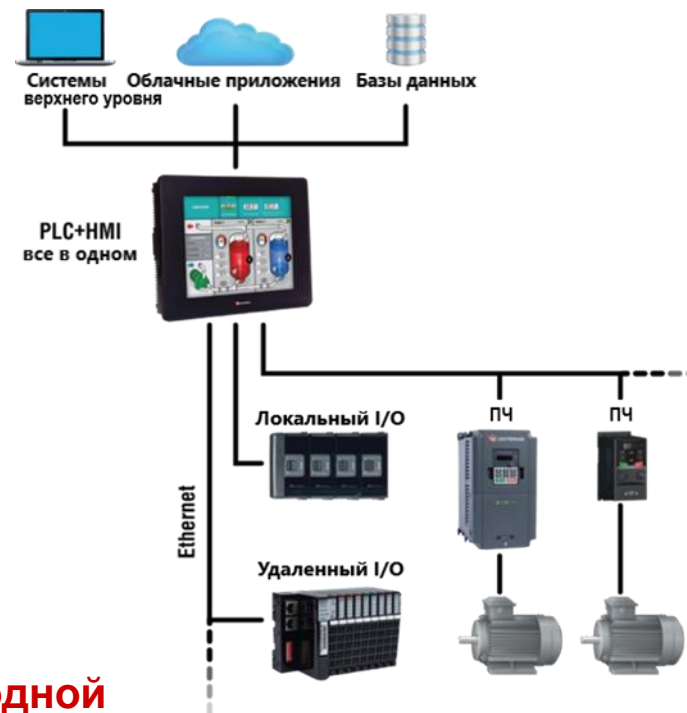 Системы
верхнего уровня
Облачные приложения
Базы данных
PLC+HMI
все в одном
Локальный I/O
ПЧ
ПЧ
Ethernet
Удаленный I/O
одной